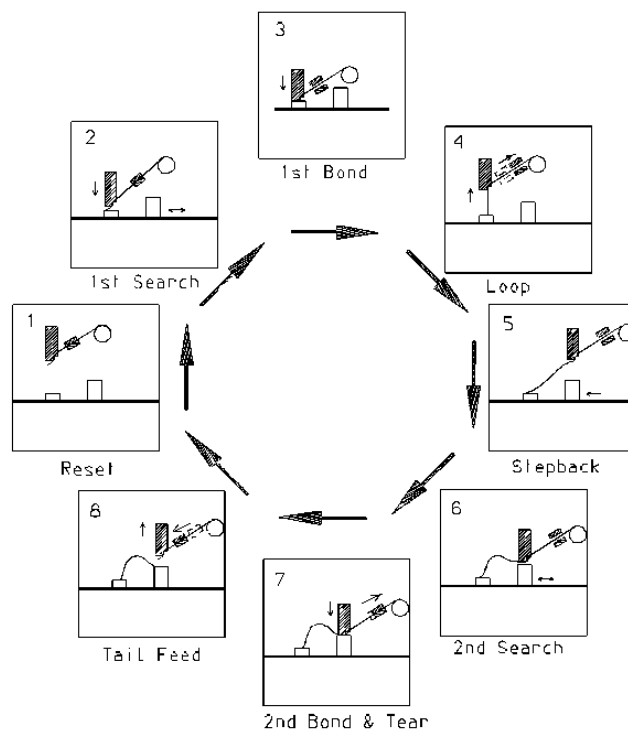 1
Reset
2
1st Search
3
1st Bond
4
Loop
5
Stepback
6
2nd Search
7
2nd Bond & Tear
8
Tail Feed